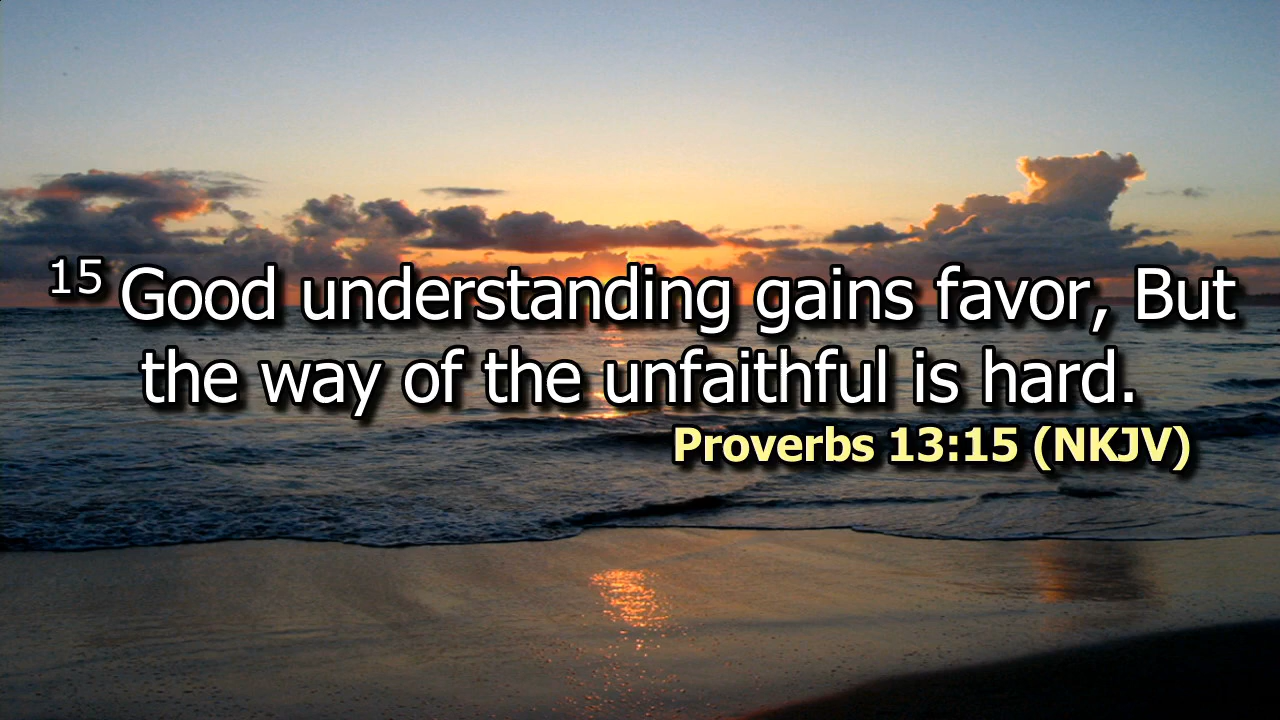 15 Good understanding gains favor, But
the way of the unfaithful is hard.
Proverbs 13:15 (NKJV)